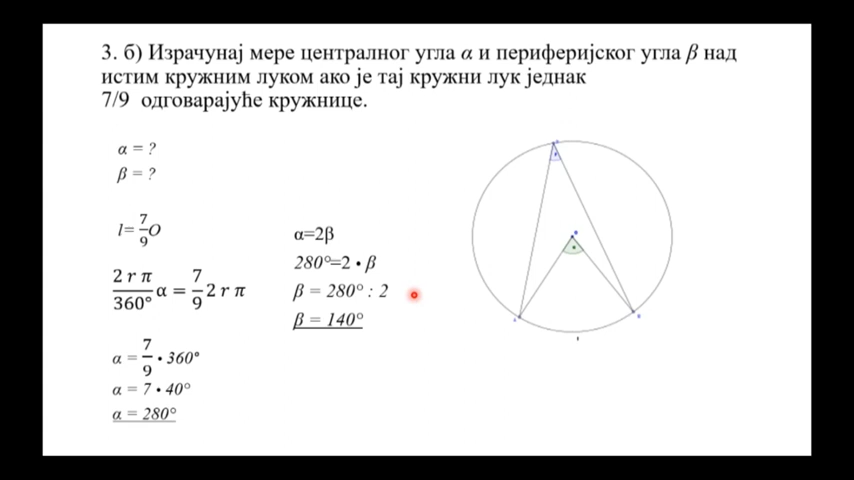 3. б) Израчунај мере централног угла α и периферијског угла β над
истим кружним луком ако је тај кружни лук једнак
7/9 одговарајуће кружнице.
α = ?
β = ?
l=7/9 O
2 r π/360° α = 7/9 2 r π
α = 7/9 • 360°
α = 7 • 40°
α = 280°
α=2β
280°=2 • β
β = 280° : 2
β = 140°